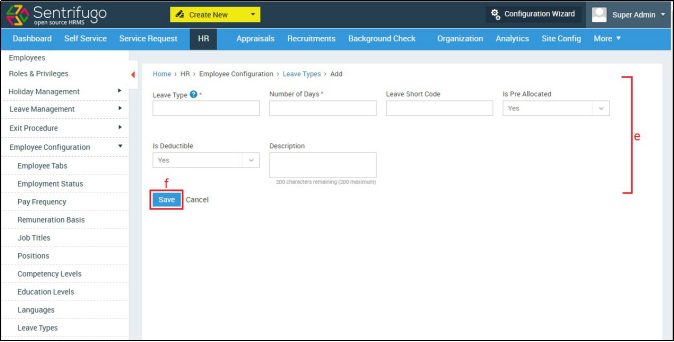 Sentrifugo
open source HRMS
Create New
Configuration Wizard
Super Admin
Dashboard Self Service Service Request HR Appraisals Recruitments Background Check Organization Analytics Site Config More
Employees
Roles & Privileges
Holiday Management
Leave Management
Exit Procedure
Employee Configuration
Employee Tabs
Employment Status
Pay Frequency
Remuneration Basis
Job Titles
Positions
Competency Levels
Education Levels
Languages
Leave Types
Home > HR > Employee Configuration > Leave Types > Add
Leave Type ? * Number of Days * Leave Short Code Is Pre Allocated
Yes
e
Is Deductible Description
Yes
200 characters remaining (200 maximum)
f
Save Cancel